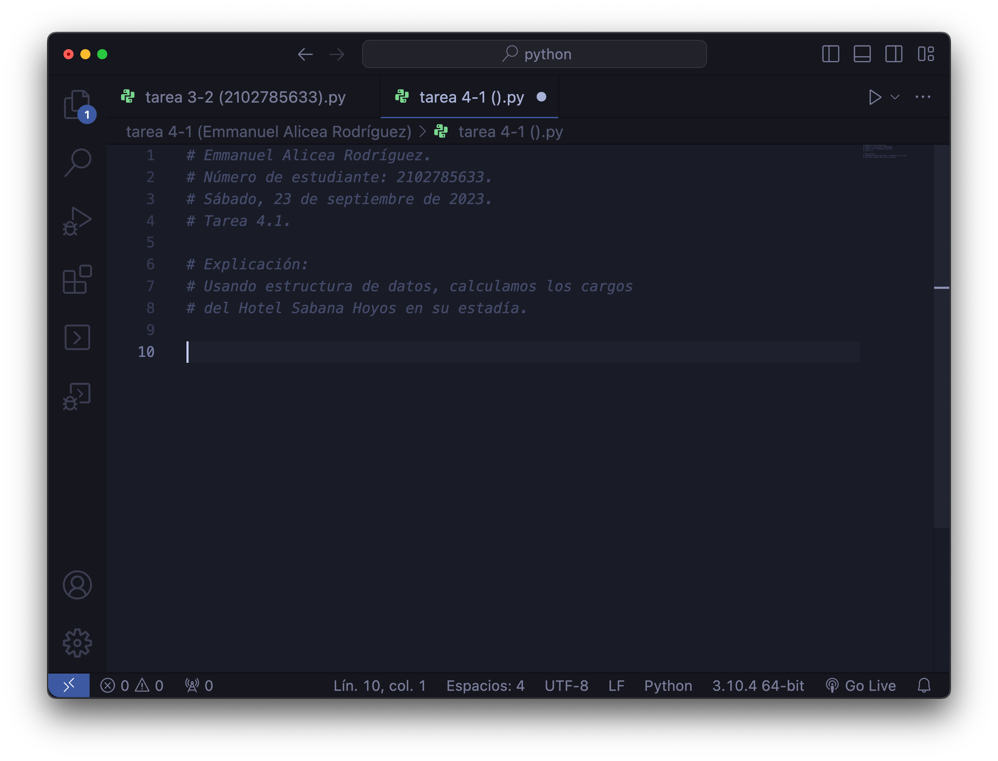 python
tarea 3-2 (2102785633).py
tarea 4-1 ().py
tarea 4-1 (Emmanuel Alicea Rodríguez) > tarea 4-1 ().py
1
1 # Emmanuel Alicea Rodríguez.
2 # Número de estudiante: 2102785633.
3 # Sábado, 23 de septiembre de 2023.
4 # Tarea 4.1.
5
6 # Explicación:
7 # Usando estructura de datos, calculamos los cargos
8 # del Hotel Sabana Hoyos en su estadía.
9
10
0 0 0 Lín. 10, col. 1 Espacios: 4 UTF-8 LF Python 3.10.4 64-bit Go Live